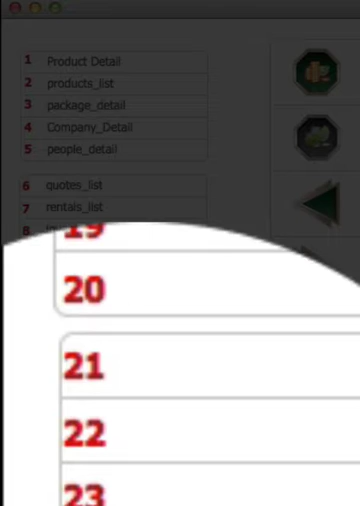 1 Product Detail
2 products_list
3 package_detail
4 Company_Detail
5 people_detail
6 quotes_list
7 rentals_list
8
19
20
21
22
23